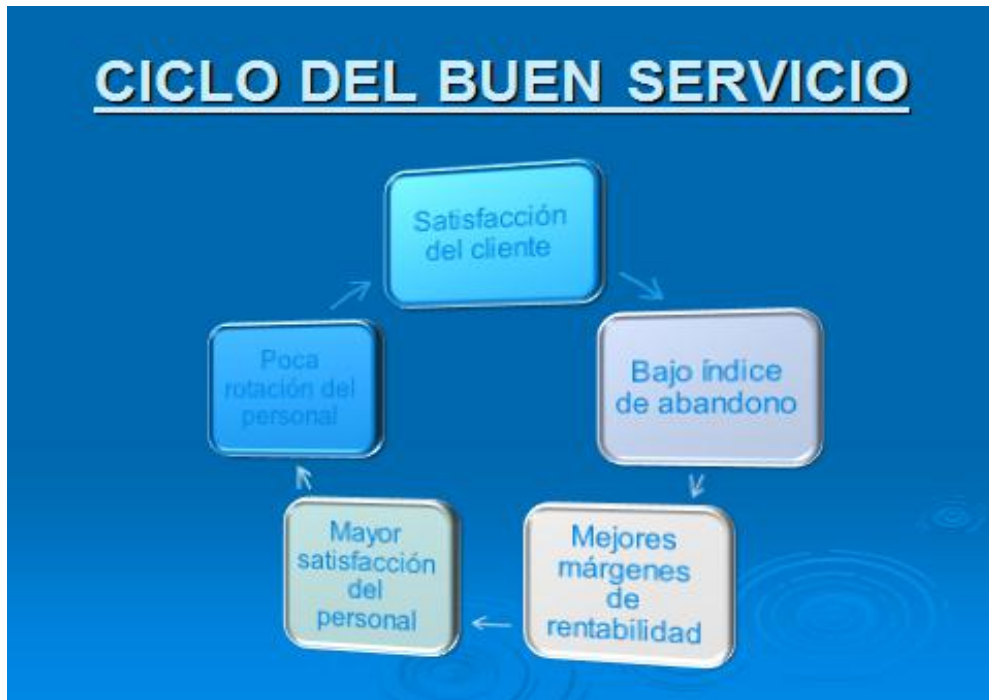 CICLO DEL BUEN SERVICIO
Satisfacción
del cliente
Bajo índice
de abandono
Mejores
márgenes
de
rentabilidad
Mayor
satisfacción
del
personal
Poca
rotación del
personal